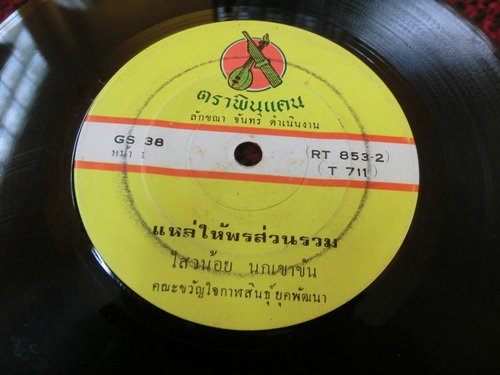 ตราพิณแคน
ลักขณา จันทร์ ดำเนินงาน
GS 38
หน้า 1
(RT 853-2)
(T 711)
แหล่ให้พรส่วนรวม
ไสวน้อย นกเขาขัน
คณะขวัญใจกาฬสินธุ์ยุคพัฒนา